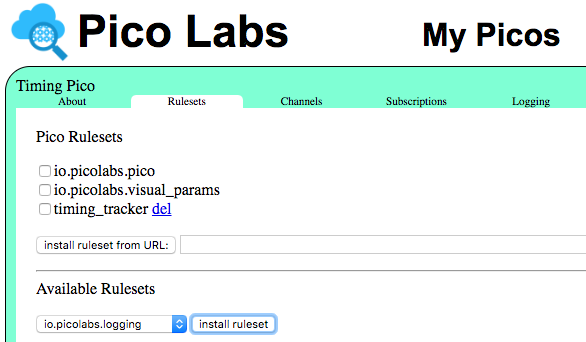 Pico Labs
My Picos
Timing Pico
About Rulesets Channels Subscriptions Logging
Pico Rulesets
io.picolabs.pico
io.picolabs.visual_params
timing_tracker del
install ruleset from URL:
Available Rulesets
io.picolabs.logging install ruleset